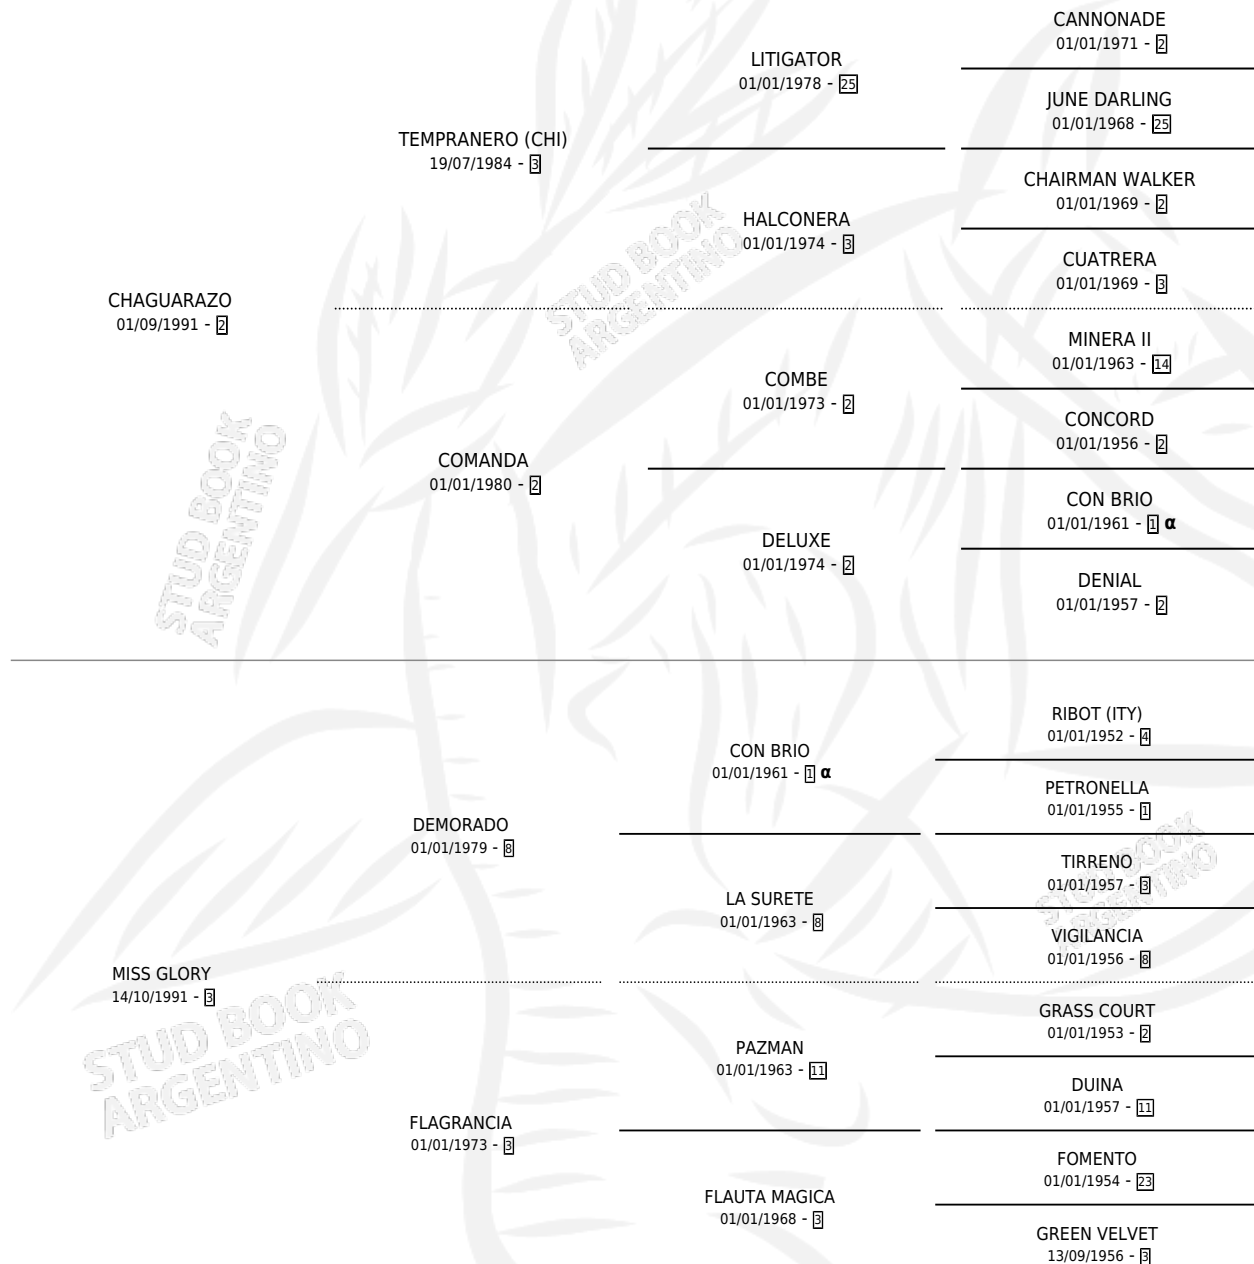 CANNONADE
01/01/1971 - 2
LITIGATOR
01/01/1978 - 25
JUNE DARLING
01/01/1968 - 25
TEMPRANERO (CHI)
19/07/1984 - 3
CHAIRMAN WALKER
01/01/1969 - 2
HALCONERA
01/01/1974 - 3
CUATRERA
01/01/1969 - 3
CHAGUARAZO
01/09/1991 - 2
MINERA II
01/01/1963 - 14
COMBE
01/01/1973 - 2
CONCORD
01/01/1956 - 2
COMANDA
01/01/1980 - 2
CON BRIO
01/01/1961 - 1 α
DELUXE
01/01/1974 - 2
DENIAL
01/01/1957 - 2
RIBOT (ITY)
01/01/1952 - 4
CON BRIO
01/01/1961 - 1 α
PETRONELLA
01/01/1955 - 1
DEMORADO
01/01/1979 - 8
TIRRENO
01/01/1957 - 3
LA SURETE
01/01/1963 - 8
VIGILANCIA
01/01/1956 - 8
MISS GLORY
14/10/1991 - 3
GRASS COURT
01/01/1953 - 2
PAZMAN
01/01/1963 - 11
DUINA
01/01/1957 - 11
FLAGRANCIA
01/01/1973 - 3
FOMENTO
01/01/1954 - 23
FLAUTA MAGICA
01/01/1968 - 3
GREEN VELVET
13/09/1956 - 3
STUD BOOK
ARGENTINO
STUD BOOK
ARGENTINO
STUD BOOK
ARGENTINO
STUD BOOK
ARGENTINO